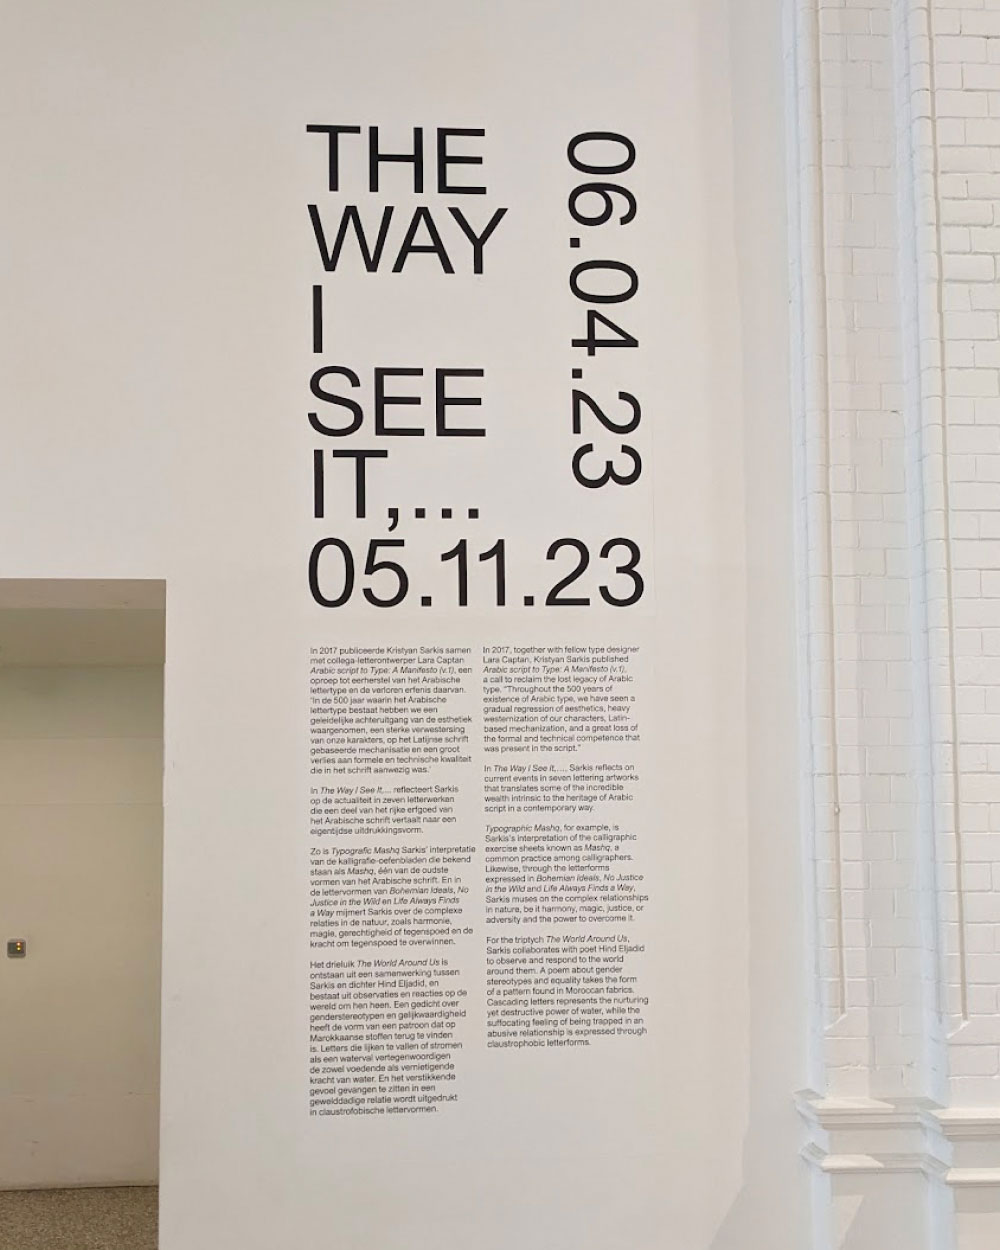 THE
WAY
I
SEE
IT,...
06.04.23
05.11.23
In 2017 publiceerde Kristyan Sarkis samen
met collega-letterontwerper Lara Captan
Arabic script to Type: A Manifesto (v.1), een
oproep tot eerherstel van het Arabische
lettertype en de verloren erfenis daarvan.
'In de 500 jaar waarin het Arabische
lettertype bestaat hebben we een
geleidelijke achteruitgang van de esthetiek
waargenomen, een sterke verwestersing
van onze karakters, op het Latijnse schrift
gebaseerde mechanisatie en een groot
verlies aan formele en technische kwaliteit
die in het schrift aanwezig was.'
In The Way I See It,... reflecteert Sarkis
op de actualiteit in zeven letterwerken
die een deel van het rijke erfgoed van
het Arabische schrift vertaalt naar een
eigentijdse uitdrukkingsvorm.
Zo is Typografic Mashq Sarkis' interpretatie
van de kalligrafie-oefenbladen die bekend
staan als Mashq, één van de oudste
vormen van het Arabische schrift. En in
de lettervormen van Bohemian Ideals, No
Justice in the Wild en Life Always Finds
a Way mijmert Sarkis over de complexe
relaties in de natuur, zoals harmonie,
magie, gerechtigheid of tegenspoed en de
kracht om tegenspoed te overwinnen.
Het drieluik The World Around Us is
ontstaan uit een samenwerking tussen
Sarkis en dichter Hind Eljadid, en
bestaat uit observaties en reacties op de
wereld om hen heen. Een gedicht over
genderstereotypen en gelijkwaardigheid
heeft de vorm van een patroon dat op
Marokkaanse stoffen terug te vinden
is. Letters die lijken te vallen of stromen
als een waterval vertegenwoordigen
de zowel voedende als vernietigende
kracht van water. En het verstikkende
gevoel gevangen te zitten in een
gewelddadige relatie wordt uitgedrukt
in claustrofobische lettervormen.
In 2017, together with fellow type designer
Lara Captan, Kristyan Sarkis published
Arabic script to Type: A Manifesto (v.1),
a call to reclaim the lost legacy of Arabic
type. "Throughout the 500 years of
existence of Arabic type, we have seen a
gradual regression of aesthetics, heavy
westernization of our characters, Latin-
based mechanization, and a great loss of
the formal and technical competence that
was present in the script."
In The Way I See It,..., Sarkis reflects on
current events in seven lettering artworks
that translates some of the incredible
wealth intrinsic to the heritage of Arabic
script in a contemporary way.
Typographic Mashq, for example, is
Sarkis's interpretation of the calligraphic
exercise sheets known as Mashq, a
common practice among calligraphers.
Likewise, through the letterforms
expressed in Bohemian Ideals, No Justice
in the Wild and Life Always Finds a Way,
Sarkis muses on the complex relationships
in nature, be it harmony, magic, justice, or
adversity and the power to overcome it.
For the triptych The World Around Us,
Sarkis collaborates with poet Hind Eljadid
to observe and respond to the world
around them. A poem about gender
stereotypes and equality takes the form
of a pattern found in Moroccan fabrics.
Cascading letters represents the nurturing
yet destructive power of water, while the
suffocating feeling of being trapped in an
abusive relationship is expressed through
claustrophobic letterforms.